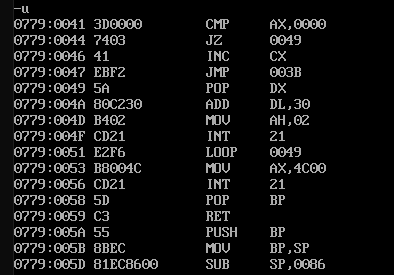 -u
0779:0041 3D0000 CMP AX,0000
0779:0044 7403 JZ 0049
0779:0046 41 INC CX
0779:0047 EBF2 JMP 003B
0779:0049 5A POP DX
0779:004A 80C230 ADD DL,30
0779:004D B402 MOV AH,02
0779:004F CD21 INT 21
0779:0051 E2F6 LOOP 0049
0779:0053 B8004C MOV AX,4C00
0779:0056 CD21 INT 21
0779:0058 5D POP BP
0779:0059 C3 RET
0779:005A 55 PUSH BP
0779:005B 8BEC MOV BP,SP
0779:005D 81EC8600 SUB SP,0086